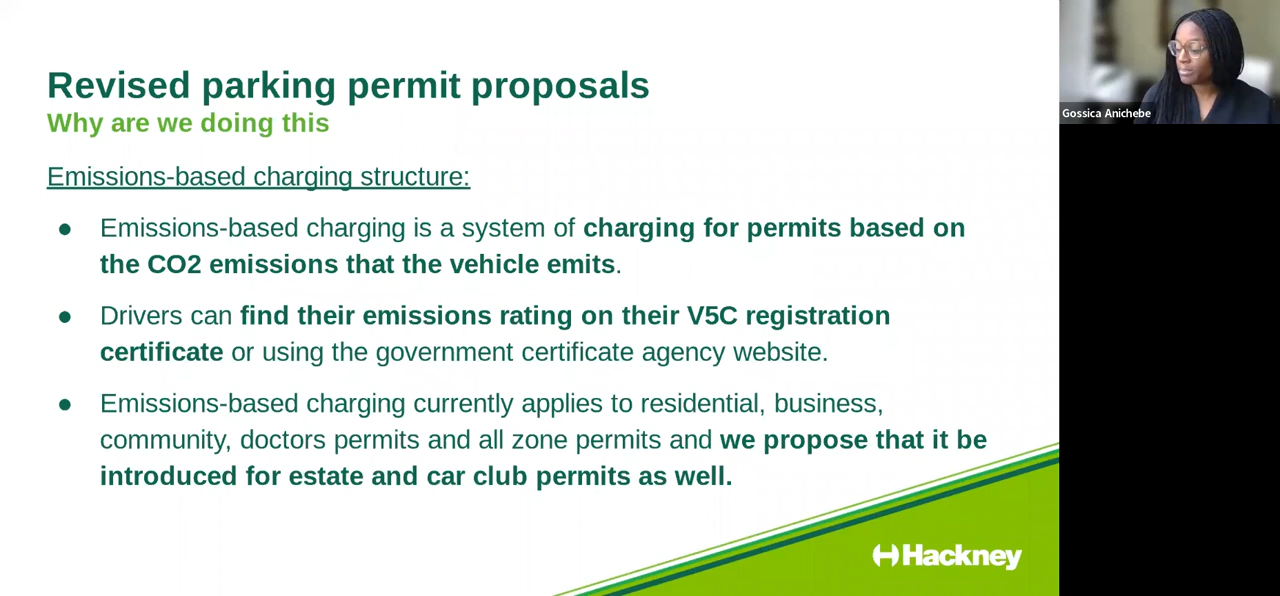 Revised parking permit proposals
Why are we doing this
Emissions-based charging structure:
● Emissions-based charging is a system of charging for permits based on
the CO2 emissions that the vehicle emits.
● Drivers can find their emissions rating on their V5C registration
certificate or using the government certificate agency website.
● Emissions-based charging currently applies to residential, business,
community, doctors permits and all zone permits and we propose that it be
introduced for estate and car club permits as well.
Hackney
Gossica Anichebe